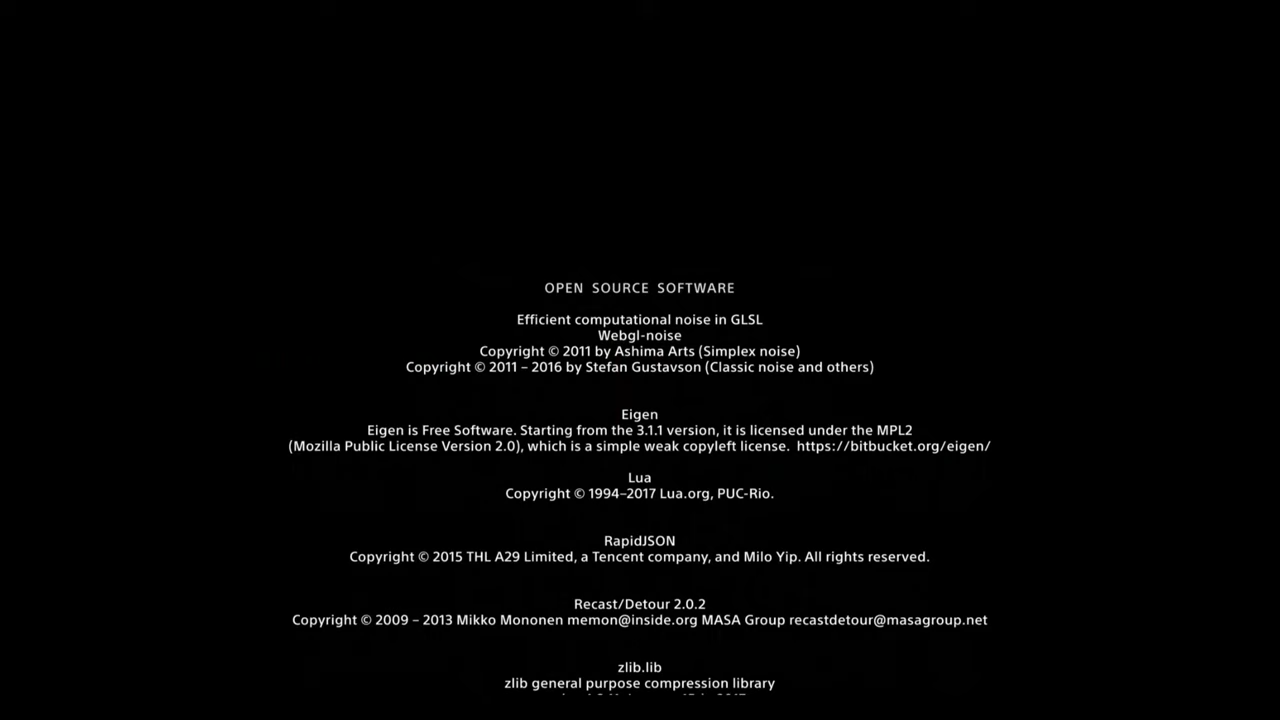 OPEN SOURCE SOFTWARE
Efficient computational noise in GLSL
Webgl-noise
Copyright © 2011 by Ashima Arts (Simplex noise)
Copyright © 2011 – 2016 by Stefan Gustavson (Classic noise and others)
Eigen
Eigen is Free Software. Starting from the 3.1.1 version, it is licensed under the MPL2
(Mozilla Public License Version 2.0), which is a simple weak copyleft license. https://bitbucket.org/eigen/
Lua
Copyright © 1994–2017 Lua.org, PUC-Rio.
RapidJSON
Copyright © 2015 THL A29 Limited, a Tencent company, and Milo Yip. All rights reserved.
Recast/Detour 2.0.2
Copyright © 2009 – 2013 Mikko Mononen memon@inside.org MASA Group recastdetour@masagroup.net
zlib.lib
zlib general purpose compression library